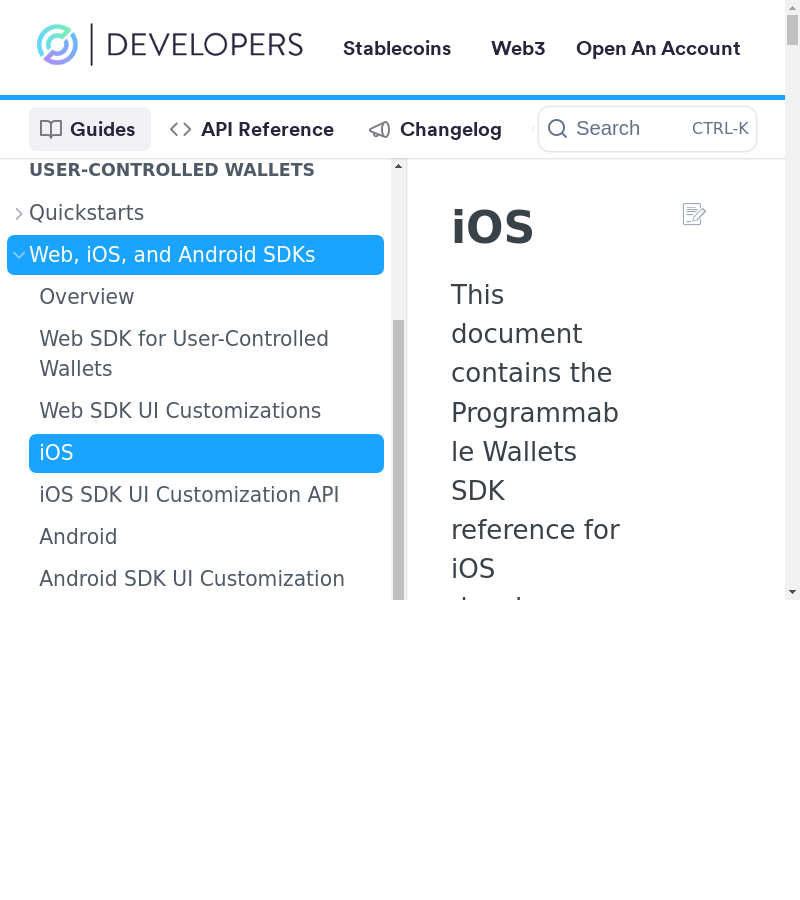 DEVELOPERS
Stablecoins
Web3
Open An Account
Guides
API Reference
Changelog
Search
CTRL-K
USER-CONTROLLED WALLETS
Quickstarts
Web, iOS, and Android SDKs
Overview
Web SDK for User-Controlled
Wallets
Web SDK UI Customizations
iOS
iOS SDK UI Customization API
Android
Android SDK UI Customization
iOS
This
document
contains the
Programmab
le Wallets
SDK
reference for
iOS